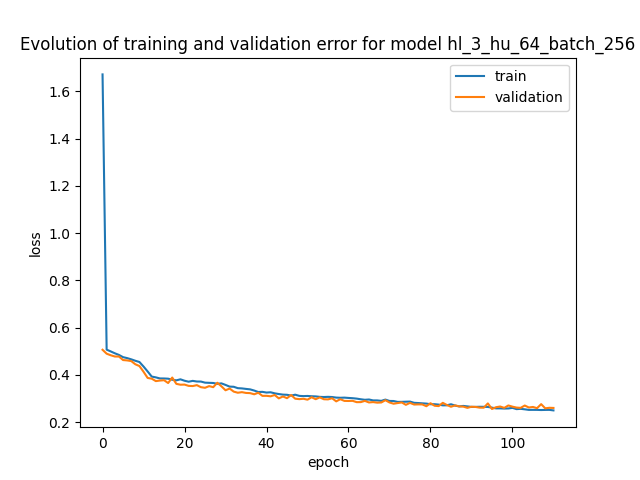 Evolution of training and validation error for model hl_3_hu_64_batch_256
train
validation
1.6
1.4
1.2
1.0
0.8
0.6
0.4
0.2
loss
0 20 40 60 80 100
epoch